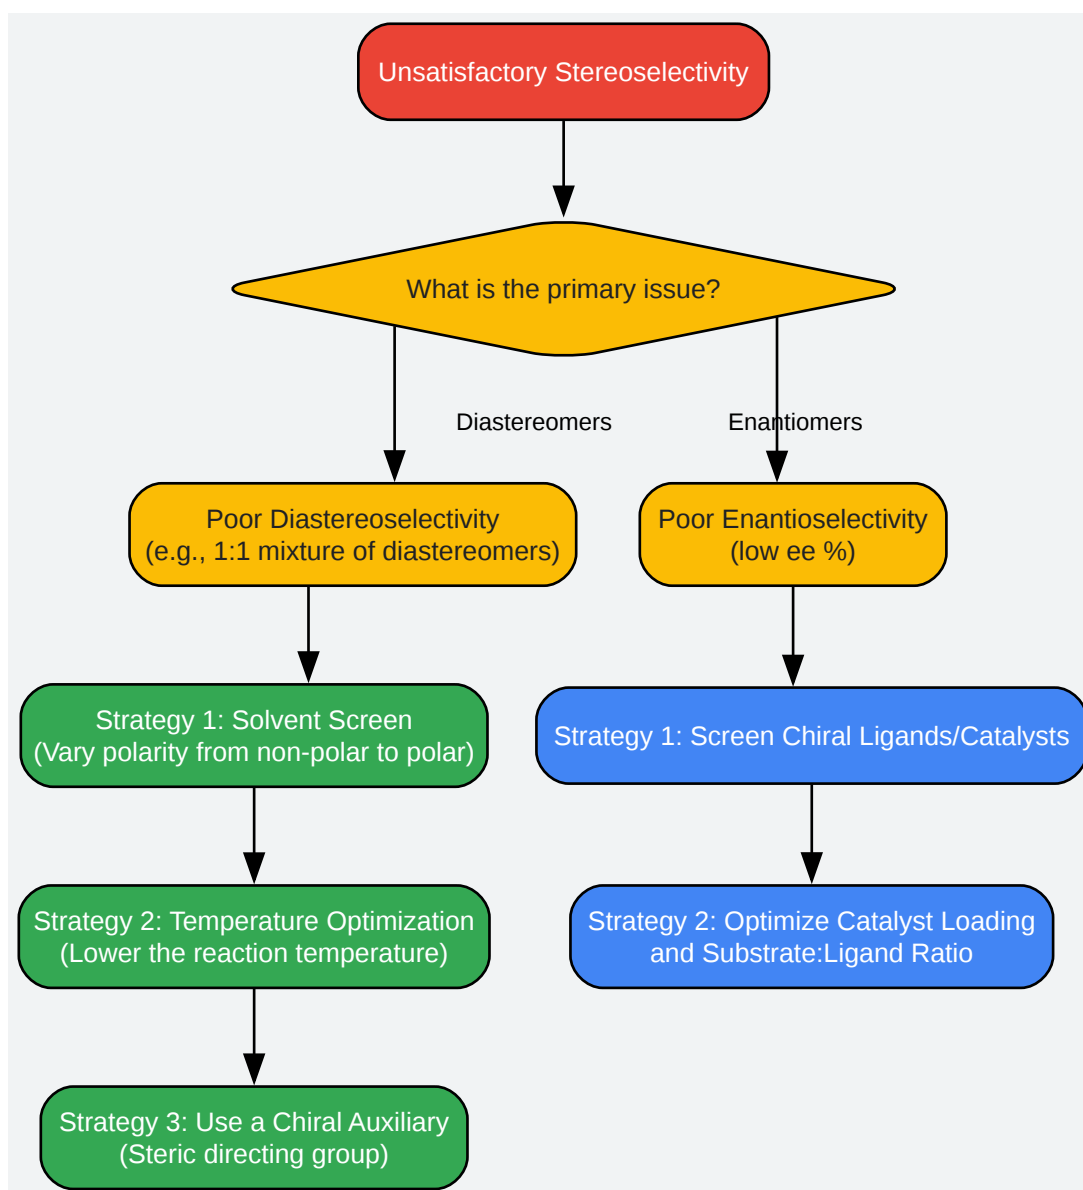 Unsatisfactory Stereoselectivity
What is the primary issue?
Diastereomers
Enantiomers
Poor Diastereoselectivity
(e.g., 1:1 mixture of diastereomers)
Poor Enantioselectivity
(low ee %)
Strategy 1: Solvent Screen
(Vary polarity from non-polar to polar)
Strategy 1: Screen Chiral Ligands/Catalysts
Strategy 2: Temperature Optimization
(Lower the reaction temperature)
Strategy 2: Optimize Catalyst Loading
and Substrate:Ligand Ratio
Strategy 3: Use a Chiral Auxiliary
(Steric directing group)